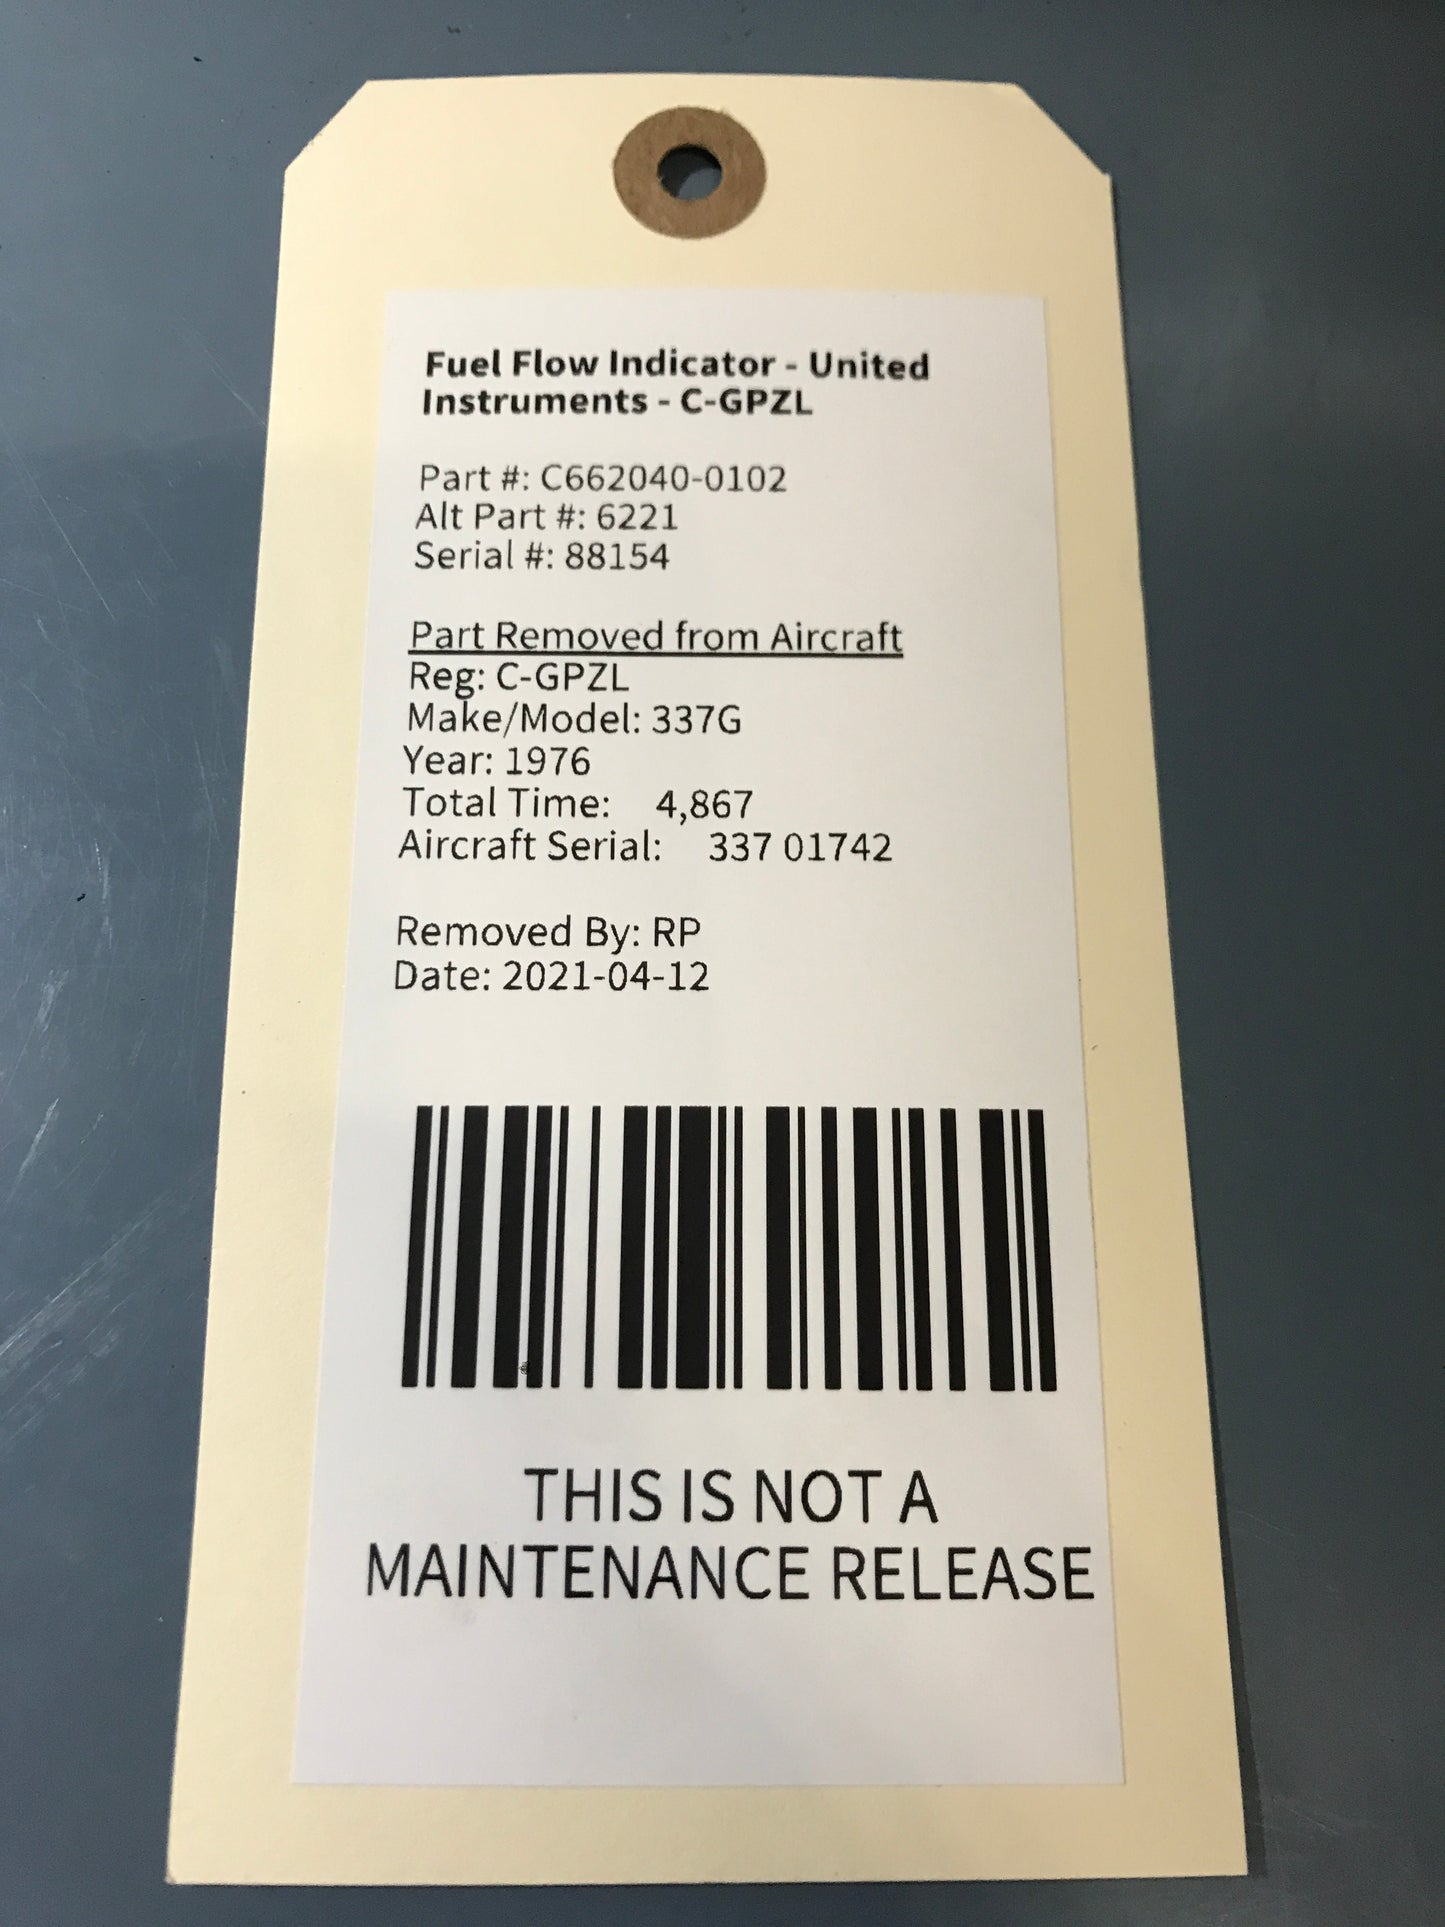 Fuel Flow Indicator - United
Instruments - C-GPZL
Part #: C662040-0102
Alt Part #: 6221
Serial #: 88154
Part Removed from Aircraft
Reg: C-GPZL
Make/Model: 337G
Year: 1976
Total Time: 4,867
Aircraft Serial: 337 01742
Removed By: RP
Date: 2021-04-12
THIS IS NOT A
MAINTENANCE RELEASE